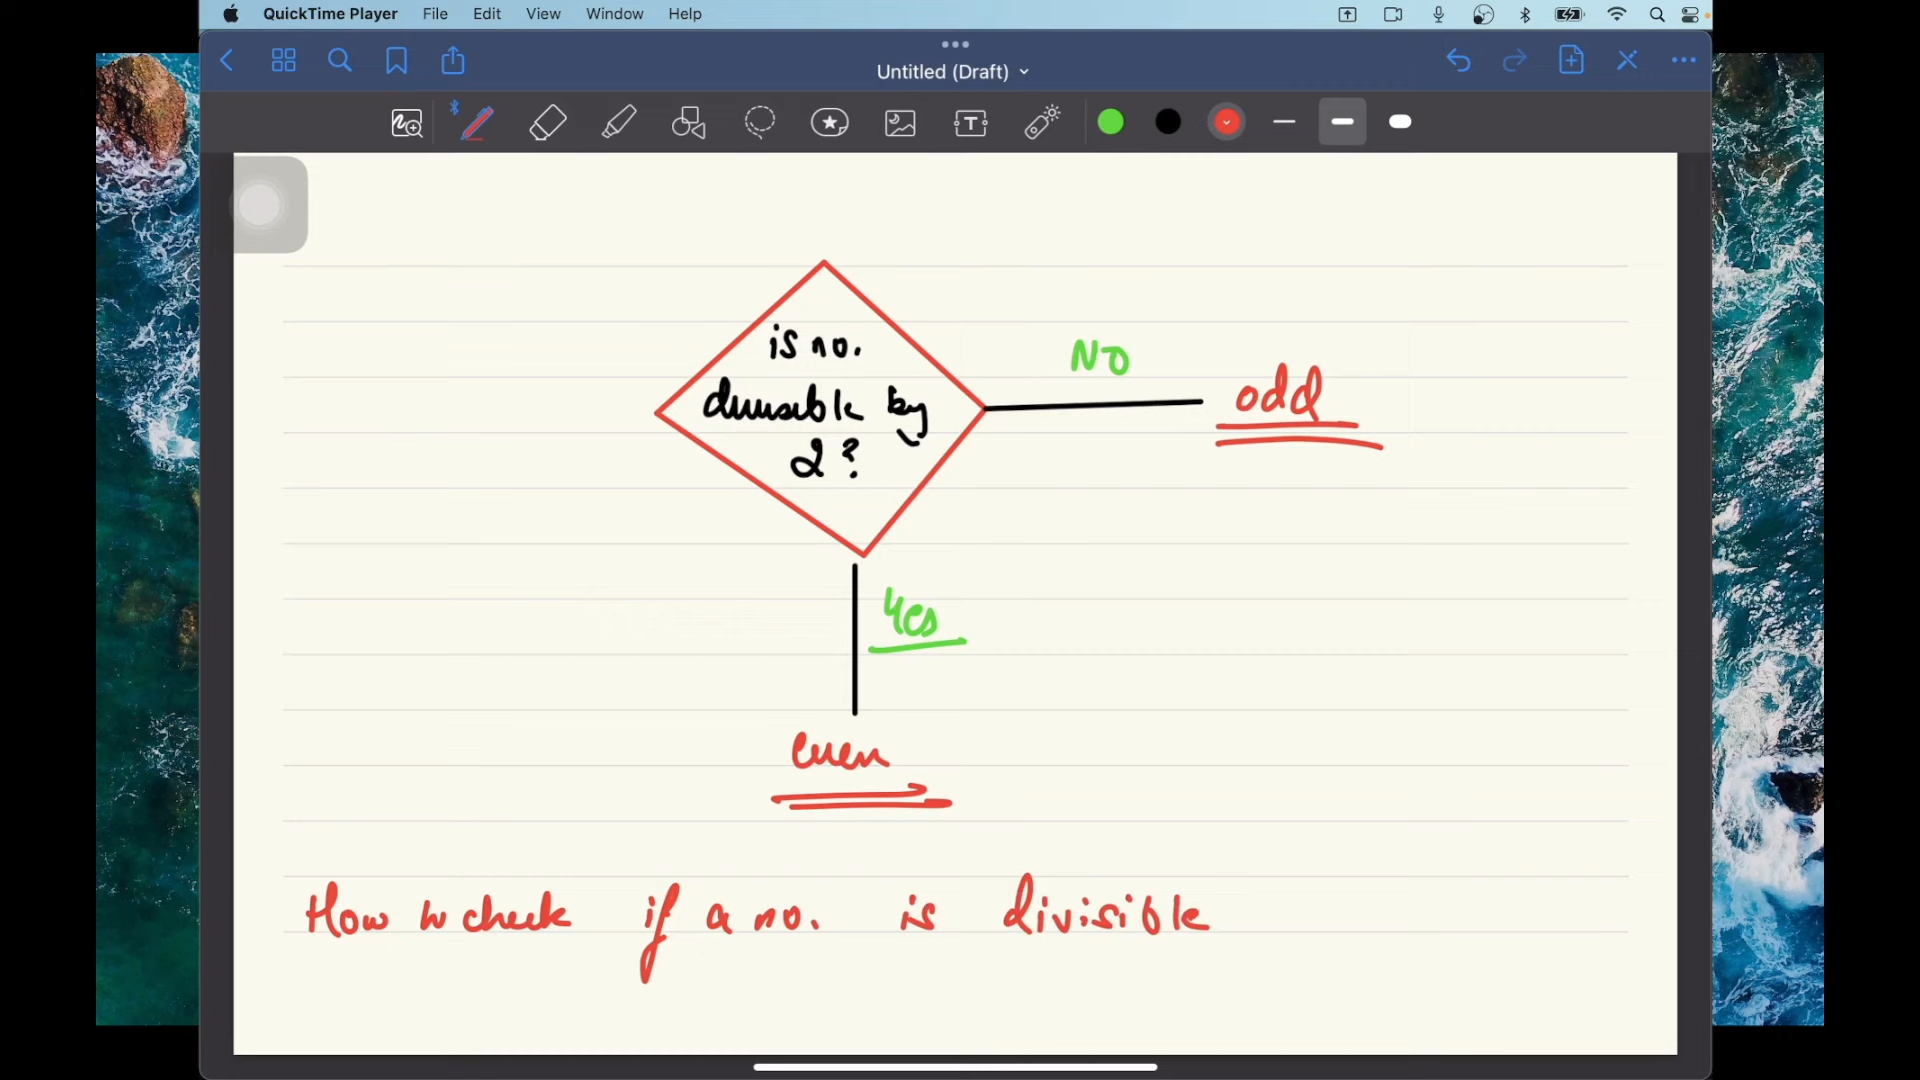 QuickTime Player File Edit View Window Help
Untitled (Draft)
T
is no.
divisible by
2?
NO
odd
Yes
even
How to check if a no. is divisible